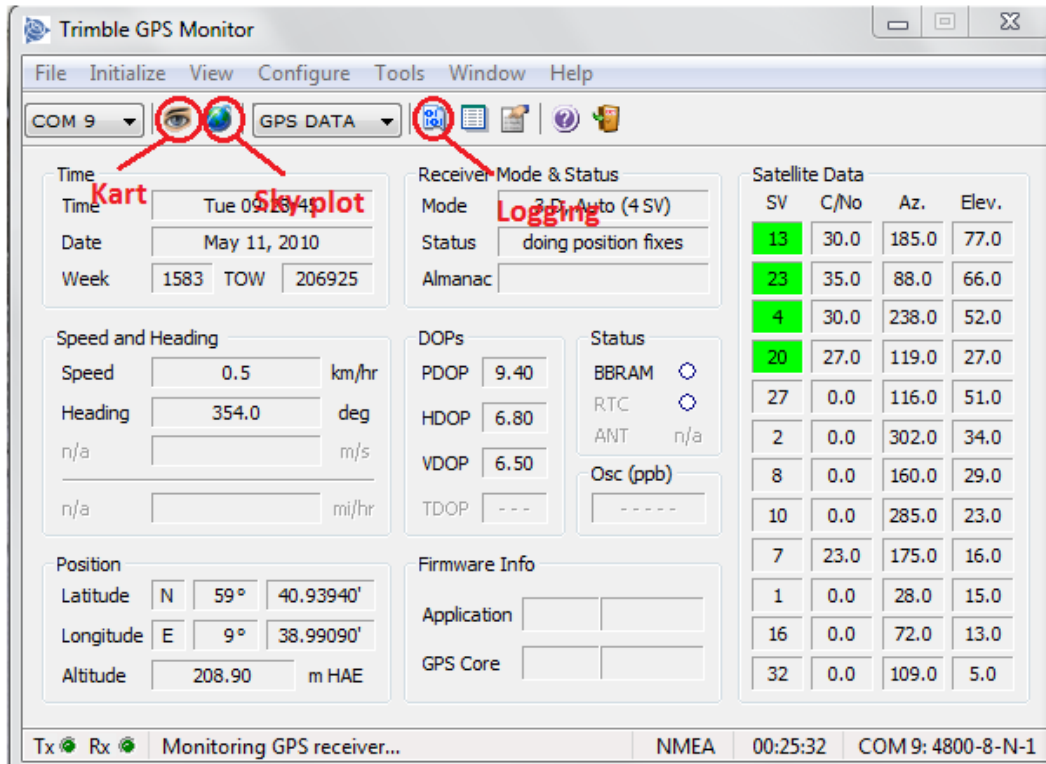 Trimble GPS Monitor
File Initialize View Configure Tools Window Help
COM 9 GPS DATA
Kart
Sky plot
Logging
Time
Time Tue 09:28:45
Date May 11, 2010
Week 1583 TOW 206925
Receiver Mode & Status
Mode 3-D, Auto (4 SV)
Status doing position fixes
Almanac
Speed and Heading
Speed 0.5 km/hr
Heading 354.0 deg
n/a m/s
n/a mi/hr
DOPs
PDOP 9.40
HDOP 6.80
VDOP 6.50
TDOP - - -
Status
BBRAM
RTC
ANT n/a
Osc (ppb)
- - - - -
Position
Latitude N 59° 40.93940'
Longitude E 9° 38.99090'
Altitude 208.90 m HAE
Firmware Info
Application
GPS Core
Satellite Data
SV C/No Az. Elev.
13 30.0 185.0 77.0
23 35.0 88.0 66.0
4 30.0 238.0 52.0
20 27.0 119.0 27.0
27 0.0 116.0 51.0
2 0.0 302.0 34.0
8 0.0 160.0 29.0
10 0.0 285.0 23.0
7 23.0 175.0 16.0
1 0.0 28.0 15.0
16 0.0 72.0 13.0
32 0.0 109.0 5.0
Tx Rx Monitoring GPS receiver... NMEA 00:25:32 COM 9: 4800-8-N-1